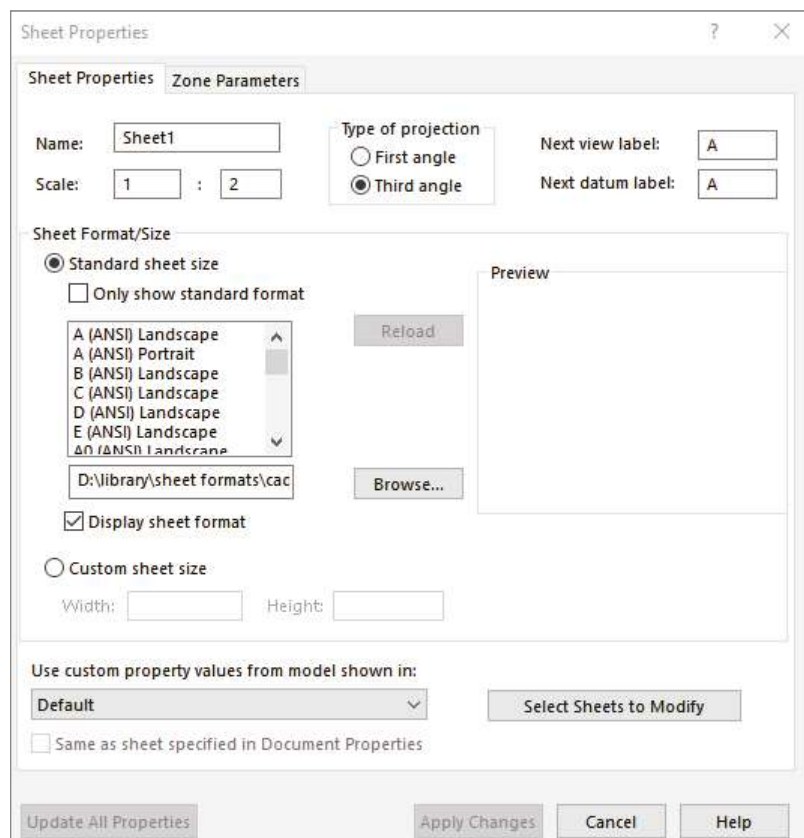 Sheet Properties ?
Sheet Properties Zone Parameters
Name: Sheet1
Scale: 1 : 2
Type of projection
First angle
Third angle
Next view label: A
Next datum label: A
Sheet Format/Size
Standard sheet size
Only show standard format
A (ANSI) Landscape
A (ANSI) Portrait
B (ANSI) Landscape
C (ANSI) Landscape
D (ANSI) Landscape
E (ANSI) Landscape
A0 (ANSI) Landscape
Reload
Preview
D:\library\sheet formats\cac
Browse...
Display sheet format
Custom sheet size
Width: Height:
Use custom property values from model shown in:
Default
Select Sheets to Modify
Same as sheet specified in Document Properties
Update All Properties Apply Changes Cancel Help